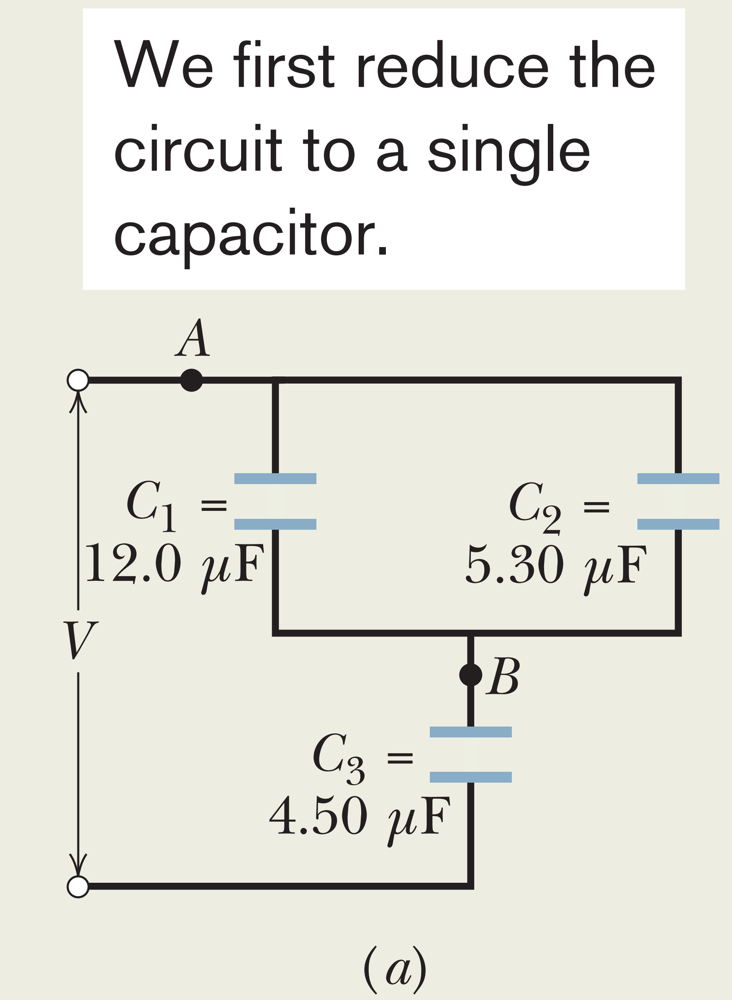 We first reduce the
circuit to a single
capacitor.
A
C₁ =
12.0 μF
C₂ =
5.30 μF
V
B
C₃ =
4.50 μF
(a)